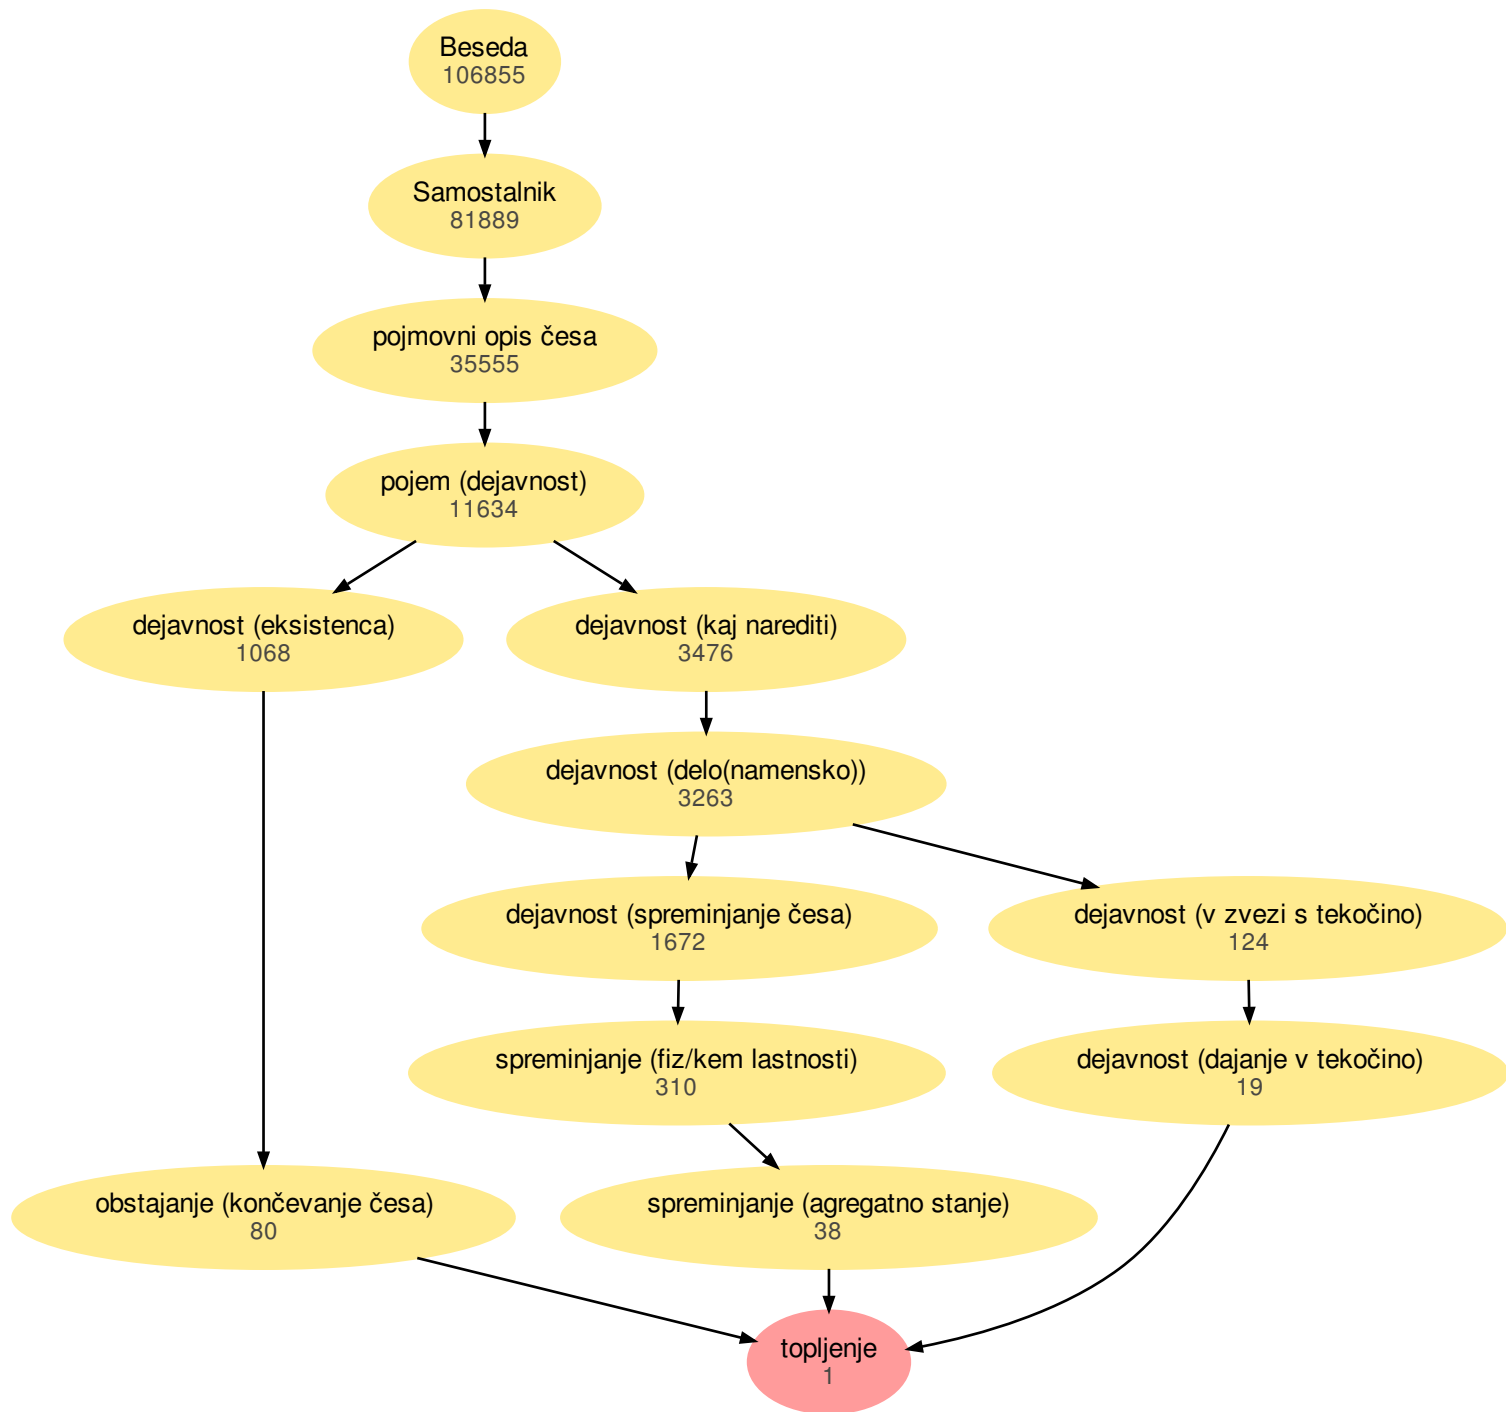 Beseda
106855
Samostalnik
81889
pojmovni opis česa
35555
pojem (dejavnost)
11634
dejavnost (eksistenca)
1068
dejavnost (kaj narediti)
3476
dejavnost (delo(namensko))
3263
dejavnost (spreminjanje česa)
1672
dejavnost (v zvezi s tekočino)
124
spreminjanje (fiz/kem lastnosti)
310
dejavnost (dajanje v tekočino)
19
obstajanje (končevanje česa)
80
spreminjanje (agregatno stanje)
38
topljenje
1